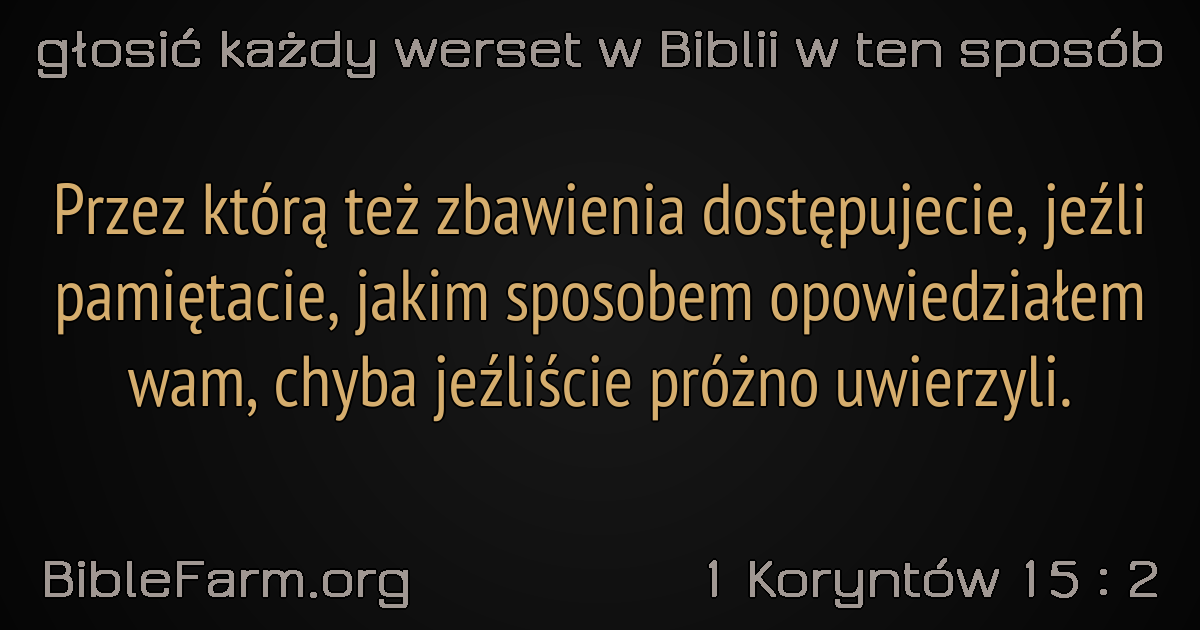 głosić każdy werset w Biblii w ten sposób
Przez którą też zbawienia dostępujecie, jeźli
pamiętacie, jakim sposobem opowiedziałem
wam, chyba jeźliście próżno uwierzyli.
BibleFarm.org
1 Koryntów 15 : 2